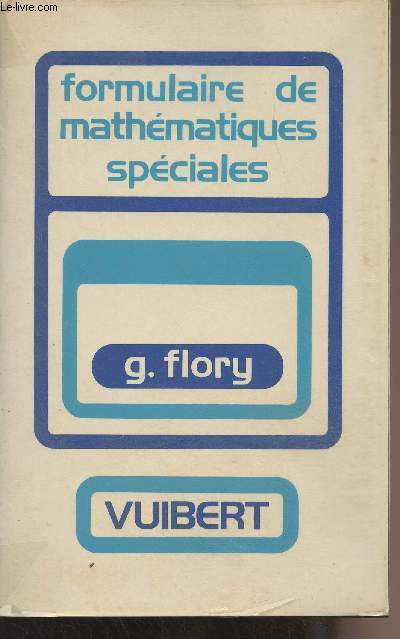 Le-livre.com
formulaire de
mathématiques
spéciales
g. flory
VUIBERT